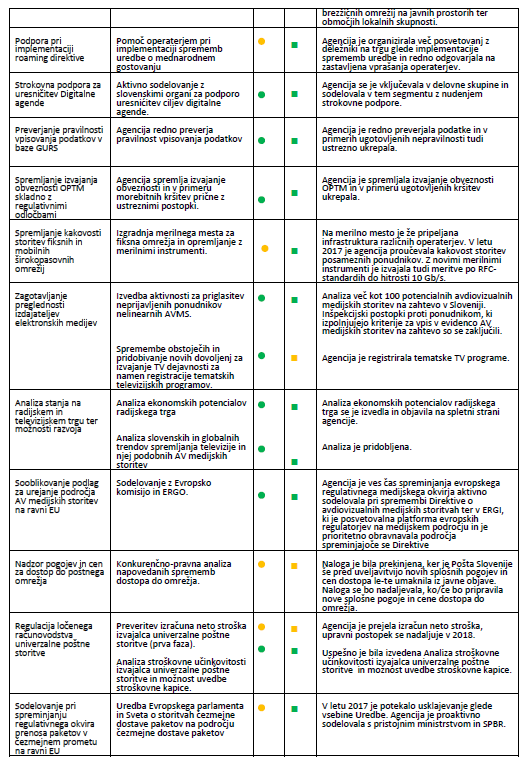 brezžičnih omrežij na javnih prostorih ter
območjih lokalnih skupnosti.
Podpora pri
implementaciji
roaming direktive
Pomoč operaterjem pri
implementaciji sprememb
uredbe o mednarodnem
gostovanju
Agencija je organizirala več posvetovanj z
deležniki na trgu glede implementacije
sprememb uredbe in redno odgovarjala na
zastavljena vprašanja operaterjev.
Strokovna podpora za
uresničitev Digitalne
agende
Aktivno sodelovanje z
slovenskimi organi za podporo
uresničitev ciljev digitalne
agende.
Agencija se je vključevala v delovne skupine in
sodelovala v tem segmentu z nudenjem
strokovne podpore.
Preverjanje pravilnosti
vpisovanja podatkov v
baze GURS
Agencija redno preverja
pravilnost vpisovanja podatkov
Agencija je redno preverjala podatke in v
primeru ugotovljenih nepravilnosti tudi
ustrezno ukrepala.
Spremljanje izvajanja
obveznosti OPTM
skladno z
regulativnimi
odločbami
Agencija spremlja izvajanje
obveznosti in v primeru
morebitnih kršitev prične z
ustreznimi postopki.
Agencija je spremljala izvajanje obveznosti
OPTM in v primeru ugotovljenih kršitev
ukrepala.
Spremljanje kakovosti
storitev fiksnih in
mobilnih
širokopasovnih
omrežij
Izgradnja merilnega mesta za
fiksna omrežja in opremljanje z
merilnimi instrumenti.
Na merilno mesto je že pripeljana
infrastruktura različnih operaterjev. V letu
2017 je agencija proučevala kakovost storitev
posameznih ponudnikov. Z novimi merilnimi
instrumenti je izvajala tudi meritve po RFC-
standardih do hitrosti 10 Gb/s.
Zagotavljanje
preglednosti
izdajateljev
elektronskih medijev
Izvedba aktivnosti za priglasitev
neprijavljenih ponudnikov
nelinearnih AVMS.
Analiza več kot 100 potencialnih avdiovizualnih
medijskih storitev na zahtevo v Sloveniji.
Inšpekcijski postopki proti ponudnikom, ki
izpolnjujejo kriterije za vpis v evidenco AV
medijskih storitev na zahtevo so se zaključili.
Spremembe obstoječih in
pridobivanje novih dovoljenj za
izvajanje TV dejavnosti za
namen registracije tematskih
televizijskih programov.
Agencija je registrirala tematske TV programe.
Analiza stanja na
radijskem in
televizijskem trgu ter
možnosti razvoja
Analiza ekonomskih potencialov
radijskega trga
Analiza ekonomskih potencialov radijskega
trga se je izvedla in objavila na spletni strani
agencije.
Analiza slovenskih in globalnih
trendov spremljanja televizije in
njej podobnih AV medijskih
storitev
Analiza je pridobljena.
Sooblikovanje podlag
za urejanje področja
AV medijskih storitev
na ravni EU
Sodelovanje z Evropsko
komisijo in ERGO.
Agencija je ves čas spreminjanja evropskega
regulativnega medijskega okvirja aktivno
sodelovala pri spremembi Direktive o
avdiovizualnih medijskih storitvah ter v ERGI,
ki je posvetovalna platforma evropskih
regulatorjev na medijskem področju in je
prioritetno obravnavala področja
spreminjajoče se Direktive
Nadzor pogojev in cen
za dostop do poštnega
omrežja
Konkurenčno-pravna analiza
napovedanih sprememb
dostopa do omrežja.
Naloga je bila prekinjena, ker je Pošta Slovenije
še pred uveljavitvijo novih splošnih pogojev in
cen dostopa le-te umaknila iz javne objave.
Naloga se bo nadaljevala, ko/če bo pripravila
nove splošne pogoje in cene dostopa do
omrežja.
Regulacija ločenega
računovodstva
univerzalne poštne
storitve
Preveritev izračuna neto stroška
izvajalca univerzalne poštne
storitve (prva faza).
Agencija je prejela izračun neto stroška,
upravni postopek se nadaljuje v 2018.
Analiza stroškovne učinkovitosti
izvajalca univerzalne poštne
storitve in možnost uvedbe
stroškovne kapice.
Uspešno je bila izvedena Analiza stroškovne
učinkovitosti izvajalca univerzalne poštne
storitve in možnost uvedbe stroškovne kapice.
Sodelovanje pri
spreminjanju
regulativnega okvira
prenosa paketov v
čezmejnem prometu
na ravni EU
Uredba Evropskega parlamenta
in Sveta o storitvah čezmejne
dostave paketov na področju
čezmejne dostave paketov
V letu 2017 je potekalo usklajevanje glede
vsebine Uredbe. Agencija je proaktivno
sodelovala s pristojnim ministrstvom in SPBR.